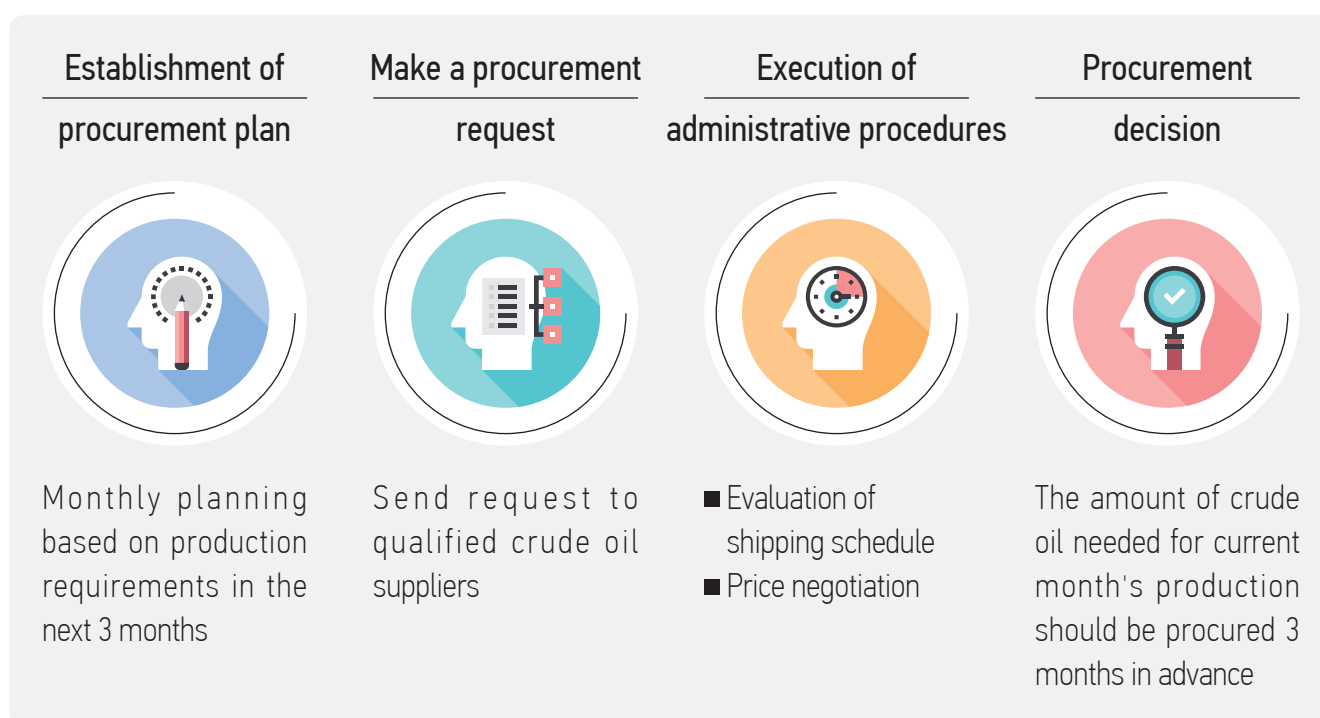 Establishment of
procurement plan
Monthly planning
based on production
requirements in the
next 3 months
Make a procurement
request
Send request to
qualified crude oil
suppliers
Execution of
administrative procedures
■ Evaluation of
shipping schedule
■ Price negotiation
Procurement
decision
The amount of crude
oil needed for current
month's production
should be procured 3
months in advance